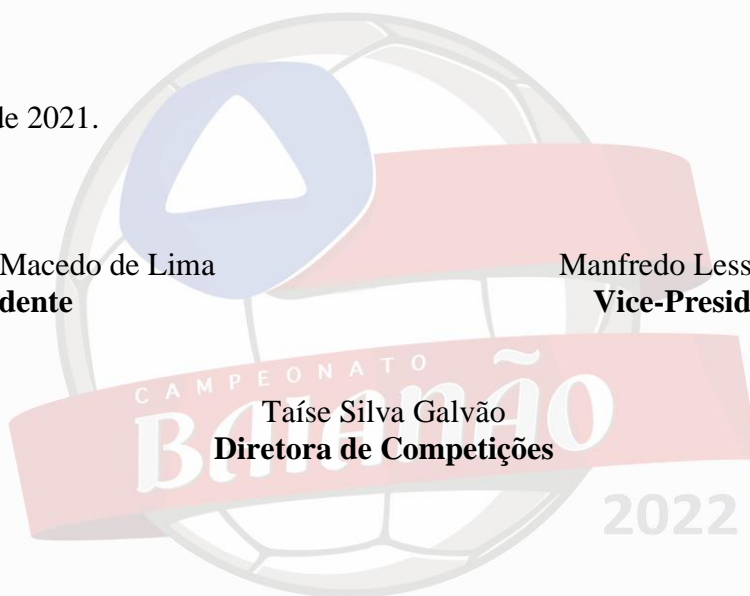 de 2021.
Macedo de Lima
dente
Manfredo Less
Vice-Presid
CAMPEONATO
BAIANÃO
Taíse Silva Galvão
Diretora de Competições
2022